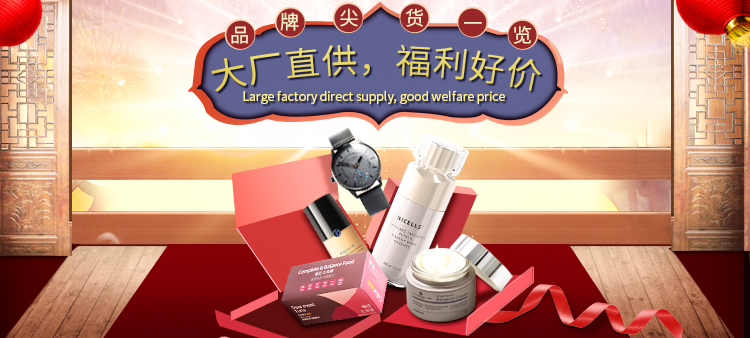 品牌尖货一览
大厂直供，福利好价
Large factory direct supply, good welfare price
NICELLS
Complete & Balance Food